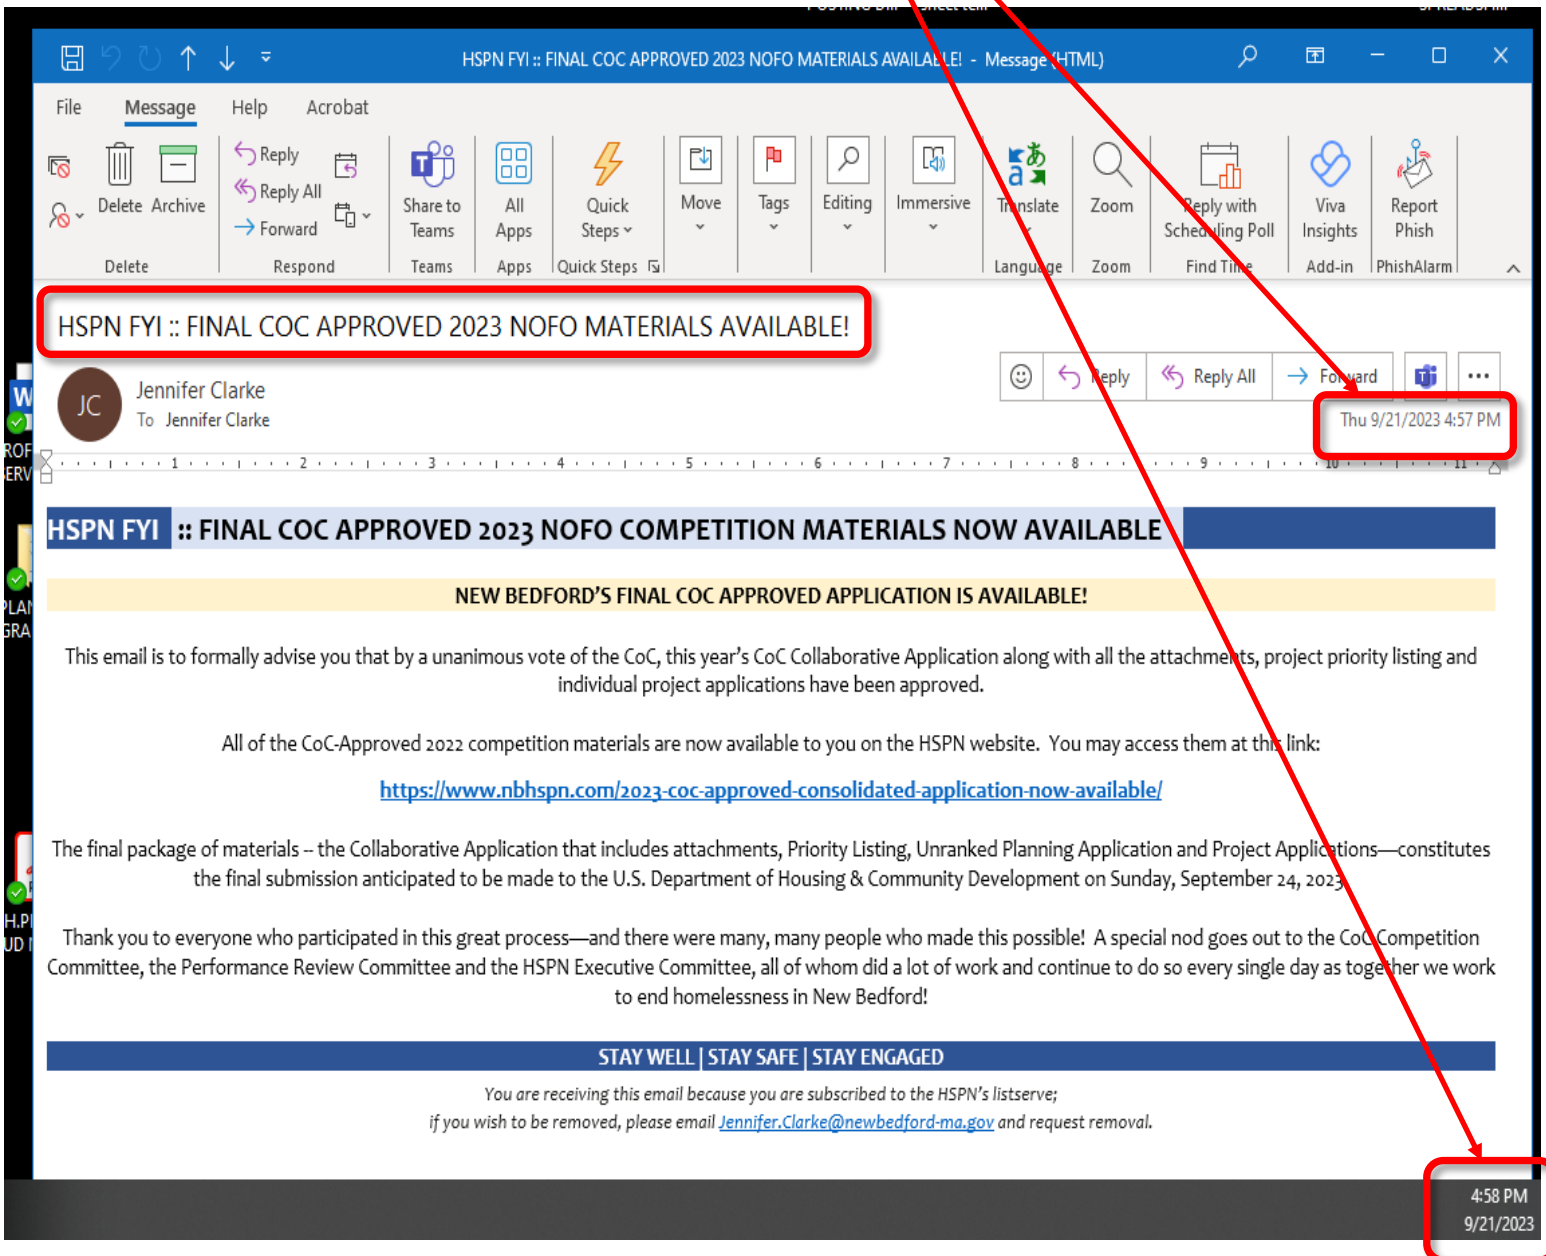 HSPN FYI :: FINAL COC APPROVED 2023 NOFO MATERIALS AVAILABLE! - Message (HTML)
File Message Help Acrobat
Delete Archive
Reply
Reply All
Forward
Share to Teams
All Apps
Quick Steps
Move
Tags
Editing
Immersive
Translate
Zoom
Reply with Scheduling Poll
Viva Insights
Report Phish
Delete Respond Teams Apps Quick Steps Language Zoom Find Time Add-in PhishAlarm
HSPN FYI :: FINAL COC APPROVED 2023 NOFO MATERIALS AVAILABLE!
JC
Jennifer Clarke
To Jennifer Clarke
Reply Reply All Forward
Thu 9/21/2023 4:57 PM
1 2 3 4 5 6 7 8 9 10 11
HSPN FYI :: FINAL COC APPROVED 2023 NOFO COMPETITION MATERIALS NOW AVAILABLE
NEW BEDFORD'S FINAL COC APPROVED APPLICATION IS AVAILABLE!
This email is to formally advise you that by a unanimous vote of the CoC, this year's CoC Collaborative Application along with all the attachments, project priority listing and
individual project applications have been approved.
All of the CoC-Approved 2022 competition materials are now available to you on the HSPN website. You may access them at this link:
https://www.nbhspn.com/2023-coc-approved-consolidated-application-now-available/
The final package of materials -- the Collaborative Application that includes attachments, Priority Listing, Unranked Planning Application and Project Applications—constitutes
the final submission anticipated to be made to the U.S. Department of Housing & Community Development on Sunday, September 24, 2023.
Thank you to everyone who participated in this great process—and there were many, many people who made this possible! A special nod goes out to the CoC Competition
Committee, the Performance Review Committee and the HSPN Executive Committee, all of whom did a lot of work and continue to do so every single day as together we work
to end homelessness in New Bedford!
STAY WELL | STAY SAFE | STAY ENGAGED
You are receiving this email because you are subscribed to the HSPN's listserve;
if you wish to be removed, please email Jennifer.Clarke@newbedford-ma.gov and request removal.
4:58 PM
9/21/2023